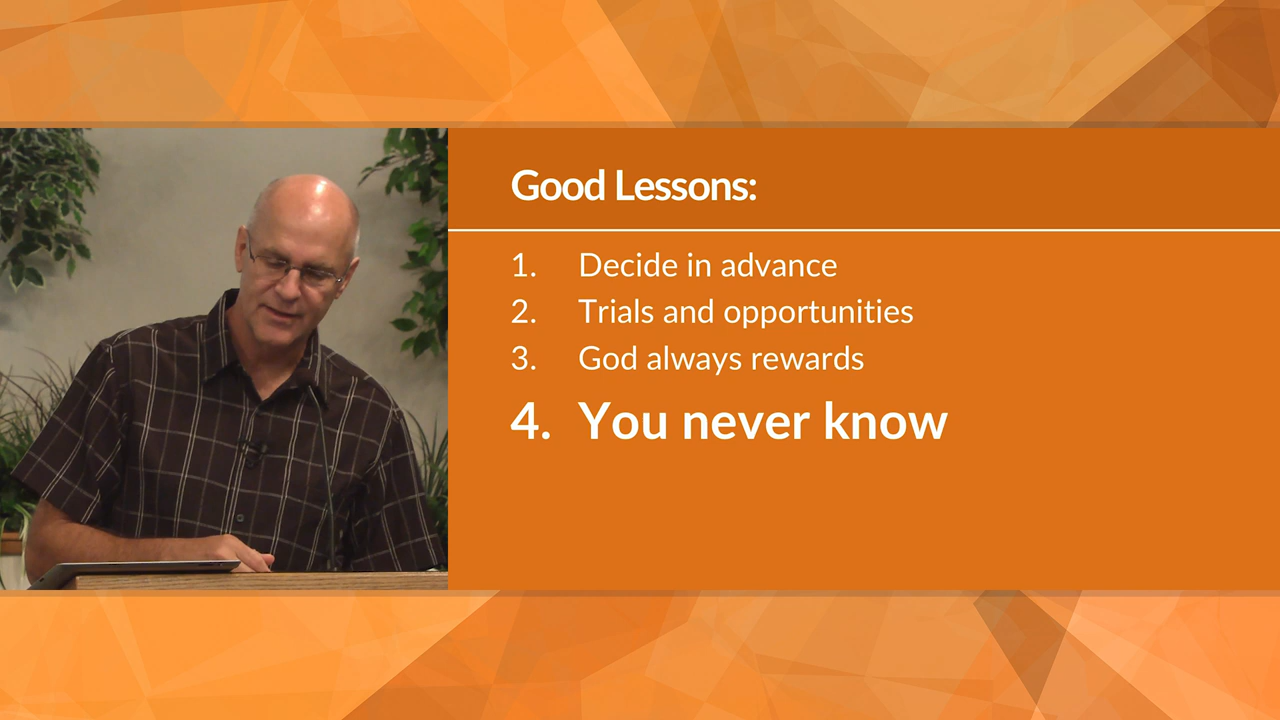 Good Lessons:
1. Decide in advance
2. Trials and opportunities
3. God always rewards
4. You never know